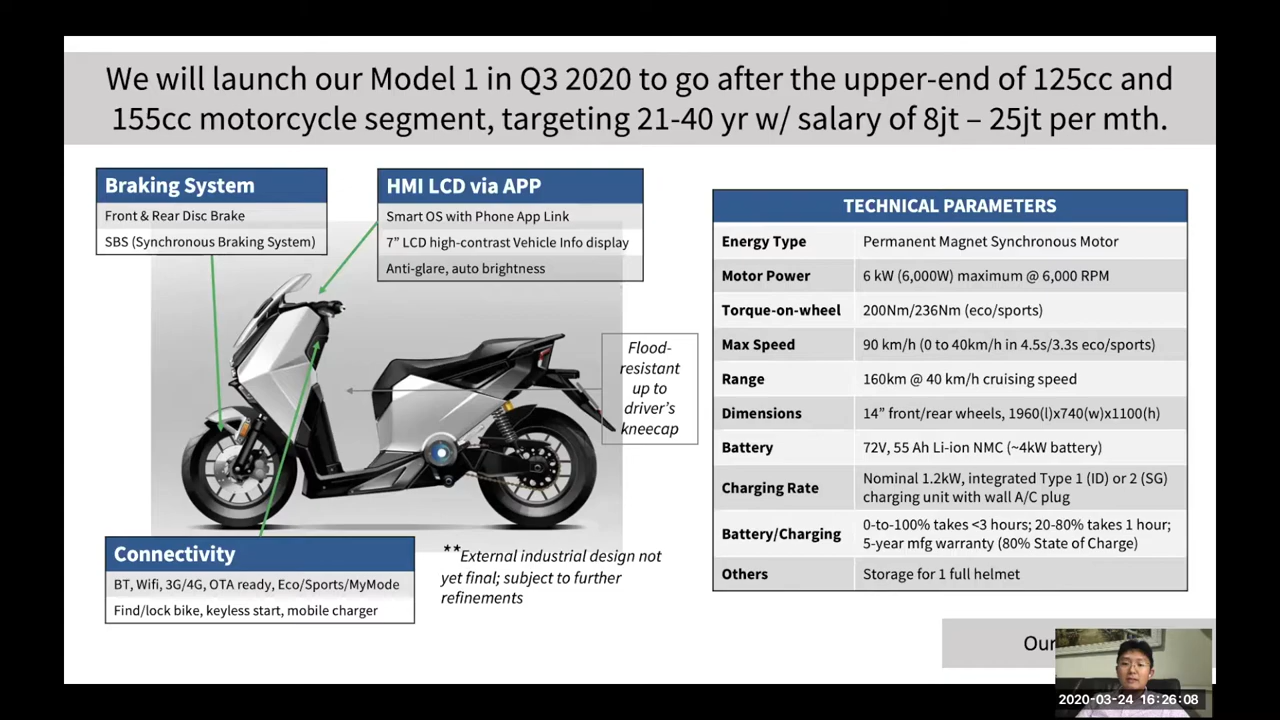 We will launch our Model 1 in Q3 2020 to go after the upper-end of 125cc and
155cc motorcycle segment, targeting 21-40 yr w/ salary of 8jt – 25jt per mth.
Braking System
Front & Rear Disc Brake
SBS (Synchronous Braking System)
HMI LCD via APP
Smart OS with Phone App Link
7” LCD high-contrast Vehicle Info display
Anti-glare, auto brightness
Flood-
resistant
up to
driver’s
kneecap
Connectivity
BT, Wifi, 3G/4G, OTA ready, Eco/Sports/MyMode
Find/lock bike, keyless start, mobile charger
**External industrial design not
yet final; subject to further
refinements
TECHNICAL PARAMETERS
Energy Type Permanent Magnet Synchronous Motor
Motor Power 6 kW (6,000W) maximum @ 6,000 RPM
Torque-on-wheel 200Nm/236Nm (eco/sports)
Max Speed 90 km/h (0 to 40km/h in 4.5s/3.3s eco/sports)
Range 160km @ 40 km/h cruising speed
Dimensions 14” front/rear wheels, 1960(l)x740(w)x1100(h)
Battery 72V, 55 Ah Li-ion NMC (~4kW battery)
Charging Rate Nominal 1.2kW, integrated Type 1 (ID) or 2 (SG)
charging unit with wall A/C plug
Battery/Charging 0-to-100% takes <3 hours; 20-80% takes 1 hour;
5-year mfg warranty (80% State of Charge)
Others Storage for 1 full helmet
Our
2020-03-24 16:26:08